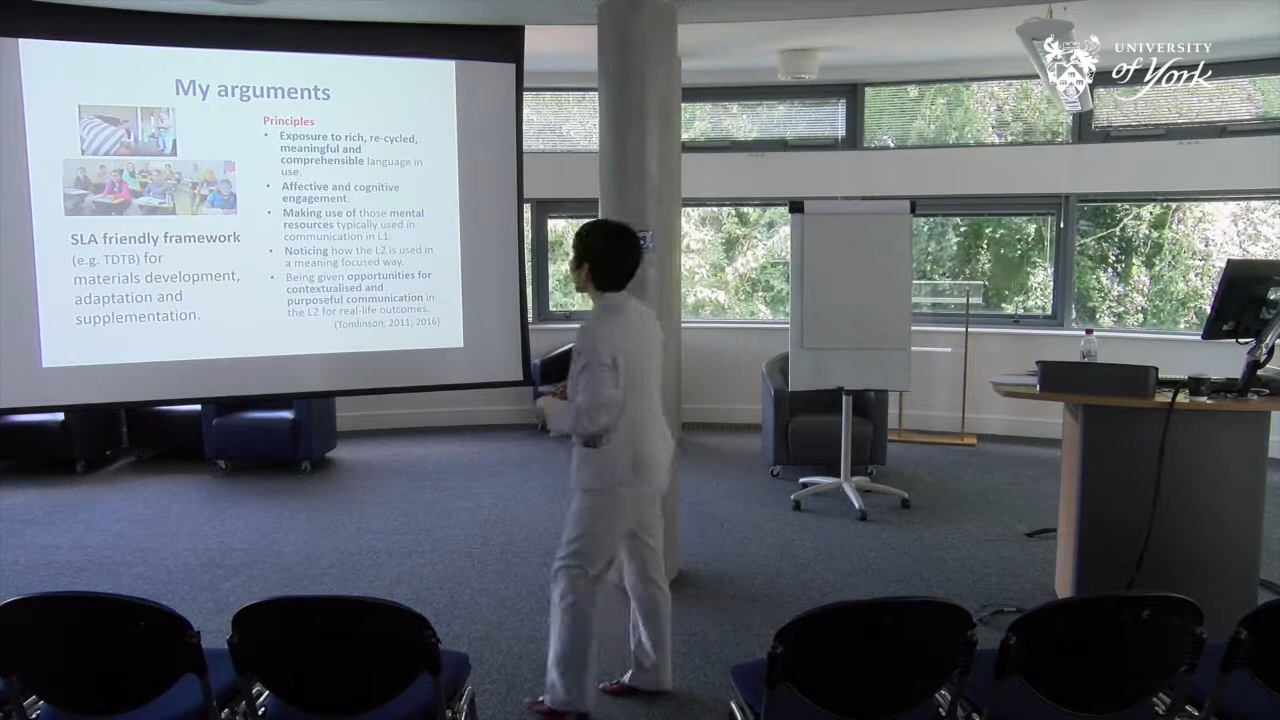 My arguments
SLA friendly framework
(e.g. TDTB) for
materials development,
adaptation and
supplementation.
Principles
• Exposure to rich, re-cycled,
meaningful and
comprehensible language in
use.
• Affective and cognitive
engagement.
• Making use of those mental
resources typically used in
communication in L1.
• Noticing how the L2 is used in
a meaning focused way.
• Being given opportunities for
contextualised and
purposeful communication in
the L2 for real-life outcomes.
(Tomlinson, 2011; 2016)
UNIVERSITY
of York